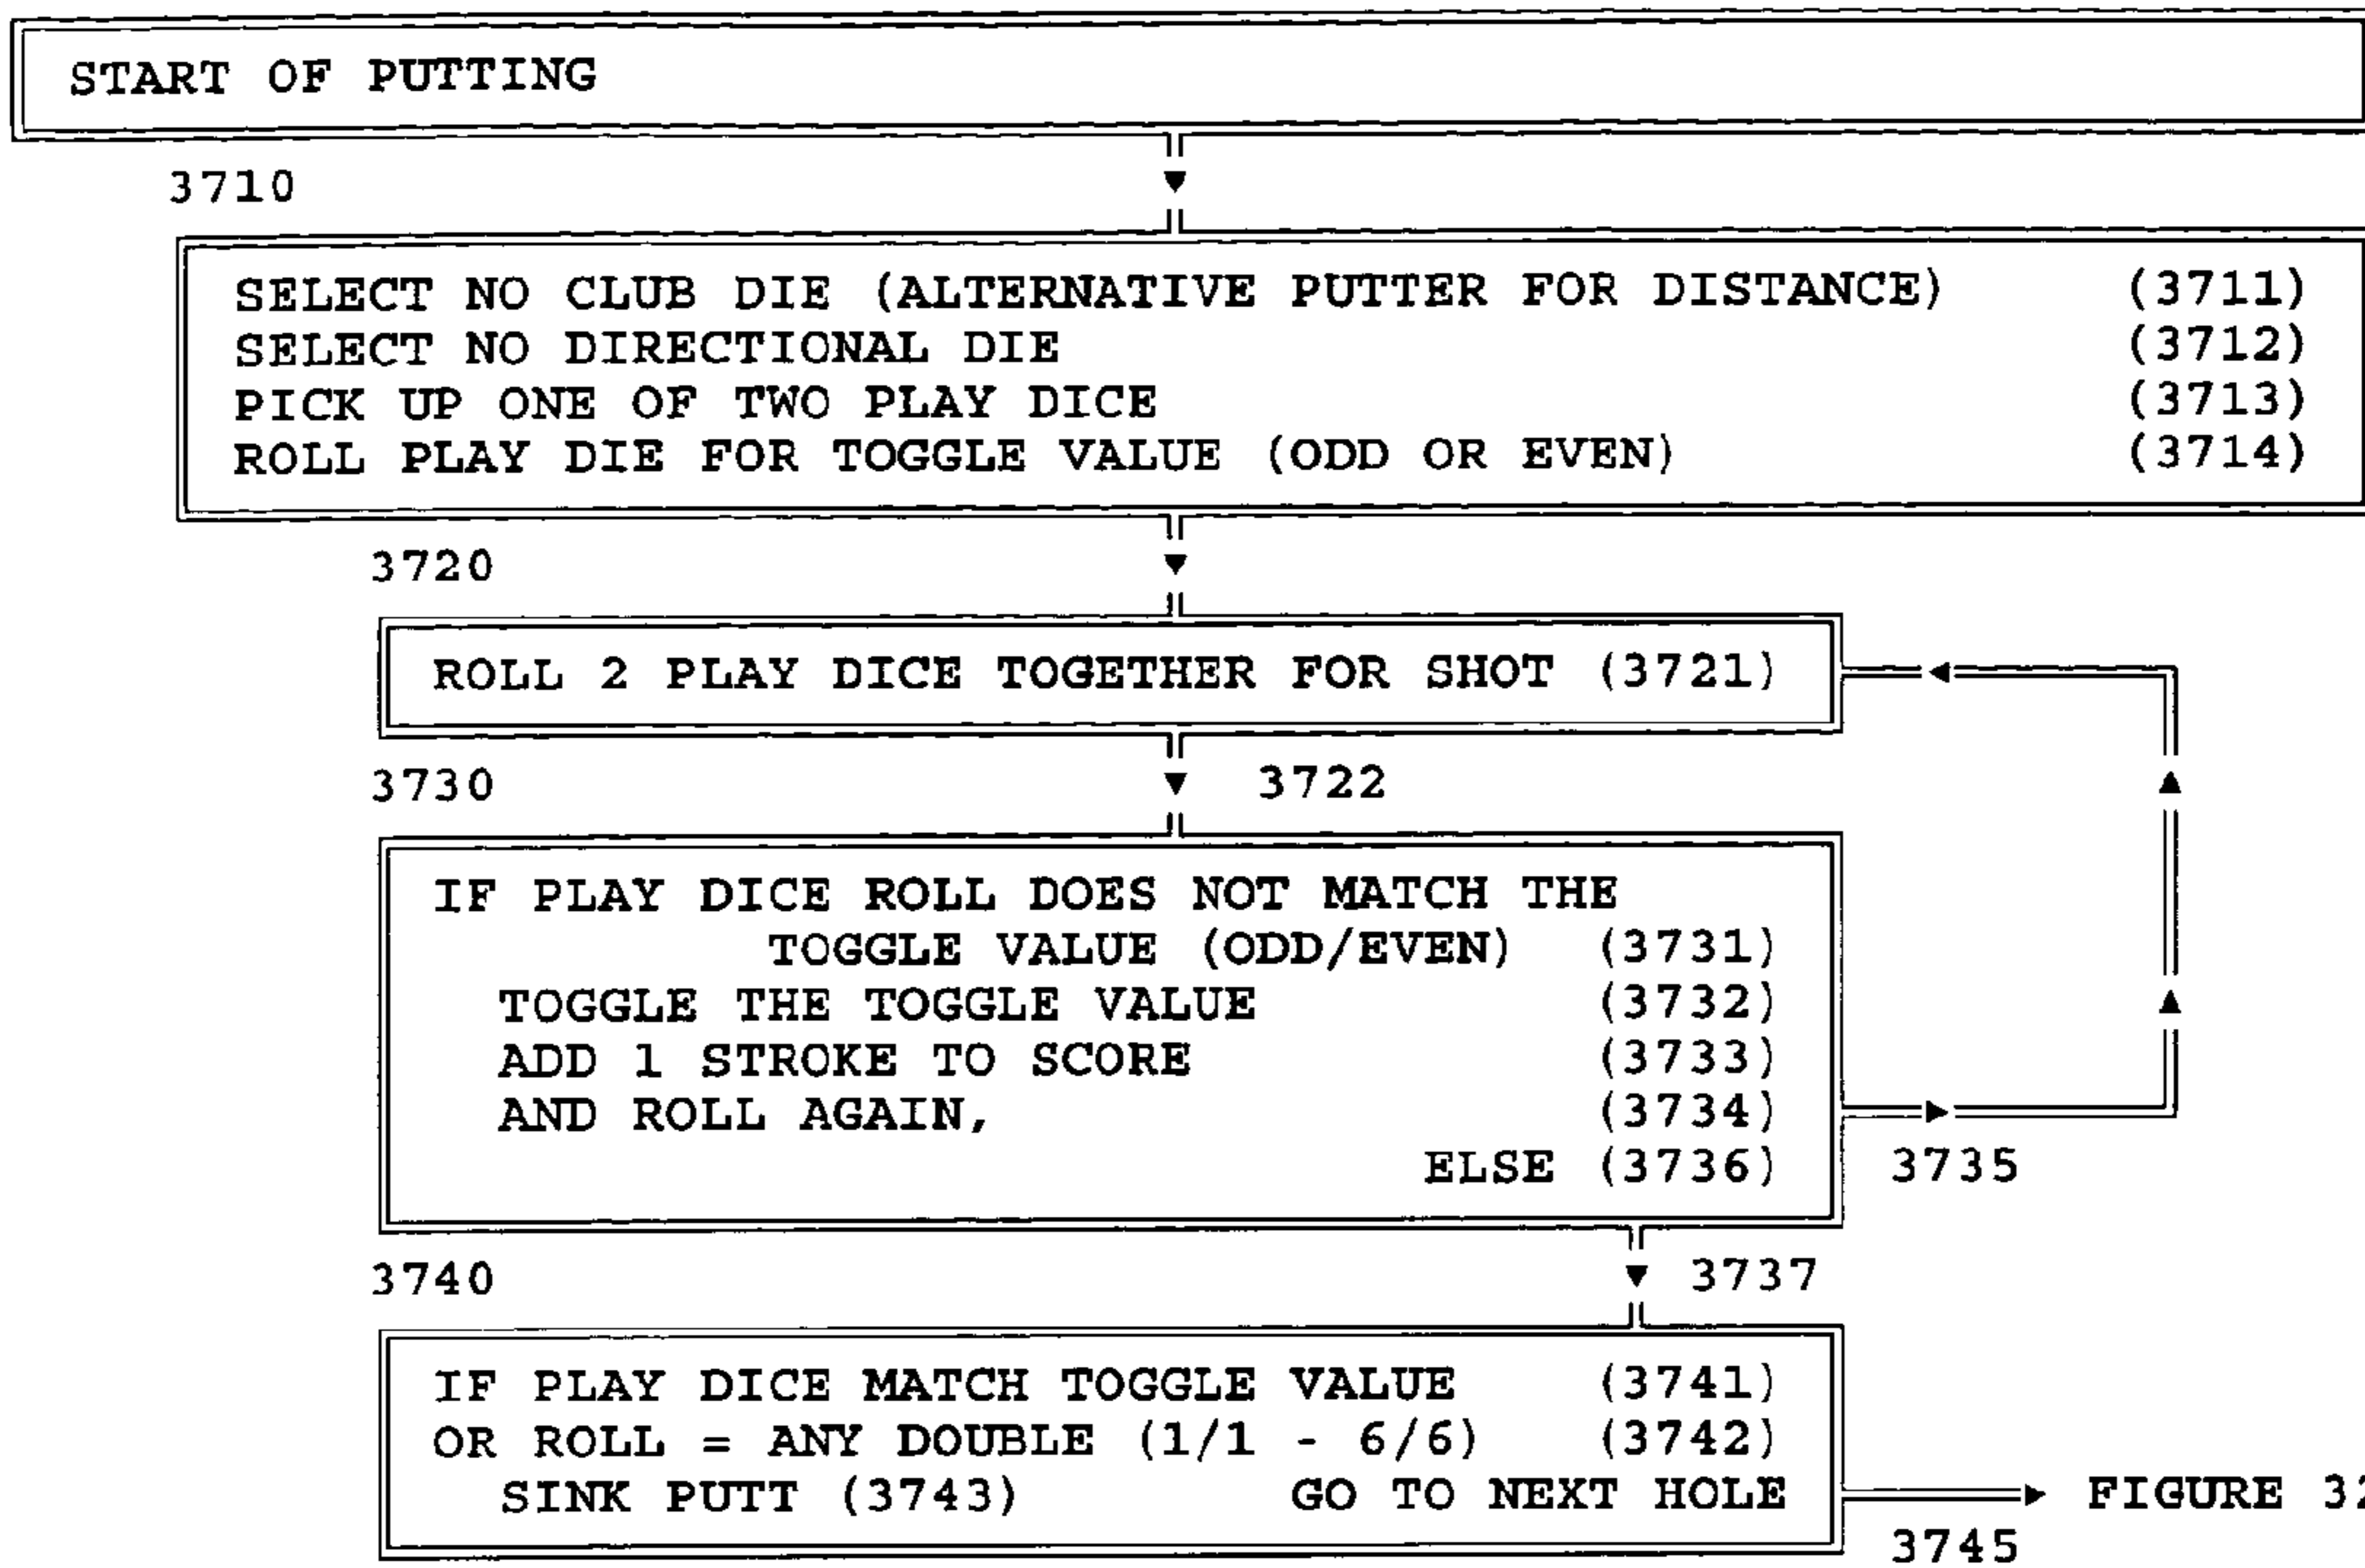 START OF PUTTING
3710
SELECT NO CLUB DIE (ALTERNATIVE PUTTER FOR DISTANCE) (3711)
SELECT NO DIRECTIONAL DIE (3712)
PICK UP ONE OF TWO PLAY DICE (3713)
ROLL PLAY DIE FOR TOGGLE VALUE (ODD OR EVEN) (3714)
3720
ROLL 2 PLAY DICE TOGETHER FOR SHOT (3721)
3730 3722
IF PLAY DICE ROLL DOES NOT MATCH THE
TOGGLE VALUE (ODD/EVEN) (3731)
TOGGLE THE TOGGLE VALUE (3732)
ADD 1 STROKE TO SCORE (3733)
AND ROLL AGAIN, (3734)
ELSE (3736) 3735
3740 3737
IF PLAY DICE MATCH TOGGLE VALUE (3741)
OR ROLL = ANY DOUBLE (1/1 - 6/6) (3742)
SINK PUTT (3743) GO TO NEXT HOLE FIGURE 32
3745